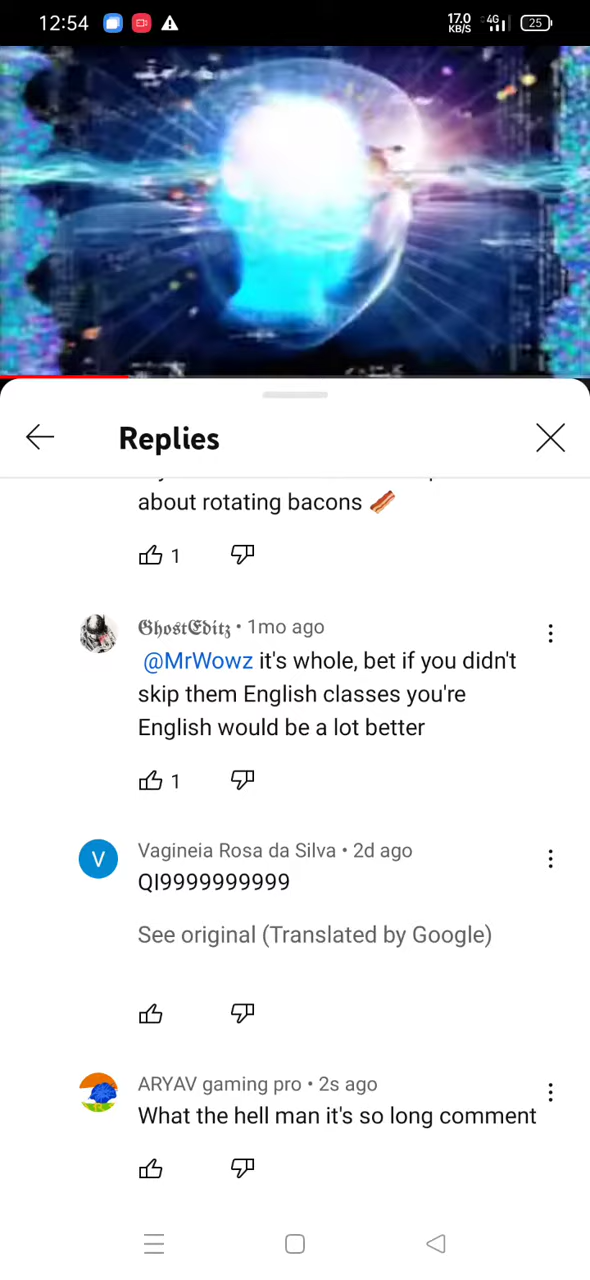 12:54
17.0
KB/S
4G
25
Replies
about rotating bacons 🥓
1
𝕲𝖍𝖔𝖘𝖙𝕰𝖉𝖎𝖙𝖟 • 1mo ago
@MrWowz it's whole, bet if you didn't
skip them English classes you're
English would be a lot better
1
V
Vagineia Rosa da Silva • 2d ago
QI9999999999
See original (Translated by Google)
ARYAV gaming pro • 2s ago
What the hell man it's so long comment